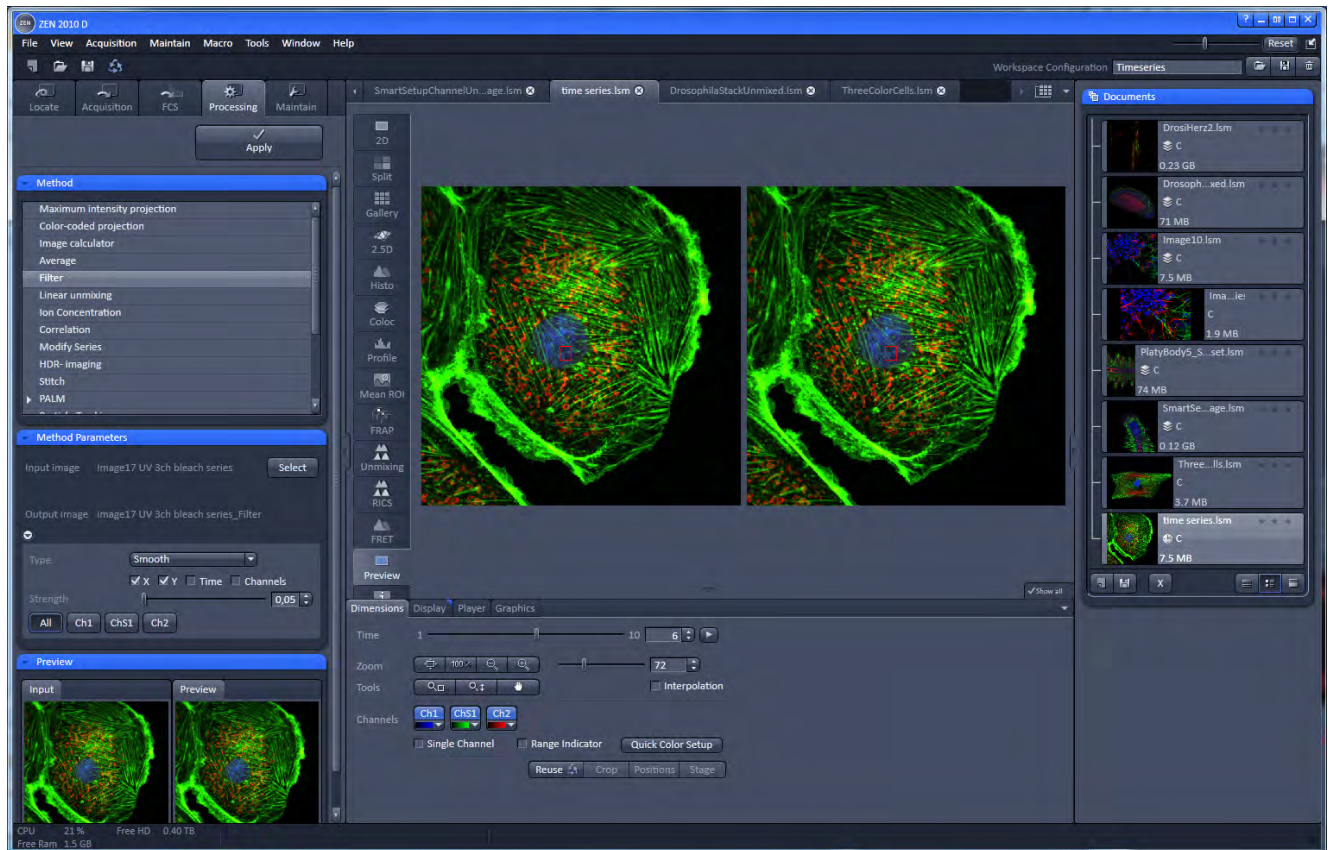 ZEN 2010 D
File View Acquisition Maintain Macro Tools Window Help
Reset
Workspace Configuration Timeseries
Locate Acquisition FCS Processing Maintain
SmartSetupChannelUn...age.lsm time series.lsm DrosophilaStackUnmixed.lsm ThreeColorCells.lsm
Apply
Method
Maximum intensity projection
Color-coded projection
Image calculator
Average
Filter
Linear unmixing
Ion Concentration
Correlation
Modify Series
HDR- imaging
Stitch
PALM
Method Parameters
Input image Image17 UV 3ch bleach series Select
Output image Image17 UV 3ch bleach series_Filter
Type Smooth
X Y Time Channels
Strength 0,05
All Ch1 ChS1 Ch2
Preview
Input Preview
2D
Split
Gallery
2.5D
Histo
Coloc
Profile
Mean ROI
FRAP
Unmixing
RICS
FRET
Preview
Show all
Dimensions Display Player Graphics
Time 1 10 6
Zoom 100% 72
Tools Interpolation
Channels Ch1 ChS1 Ch2
Single Channel Range Indicator Quick Color Setup
Reuse Crop Positions Stage
Documents
DrosiHerz2.lsm
C
0.23 GB
Drosoph...xed.lsm
C
71 MB
Image10.lsm
C
7.5 MB
Ima...ie
C
1.9 MB
PlatyBody5_S...set.lsm
C
74 MB
SmartSe...age.lsm
C
0.12 GB
Three...lls.lsm
C
3.7 MB
time series.lsm
C
7.5 MB
X
CPU 21 % Free HD 0.40 TB
Free Ram 1.5 GB